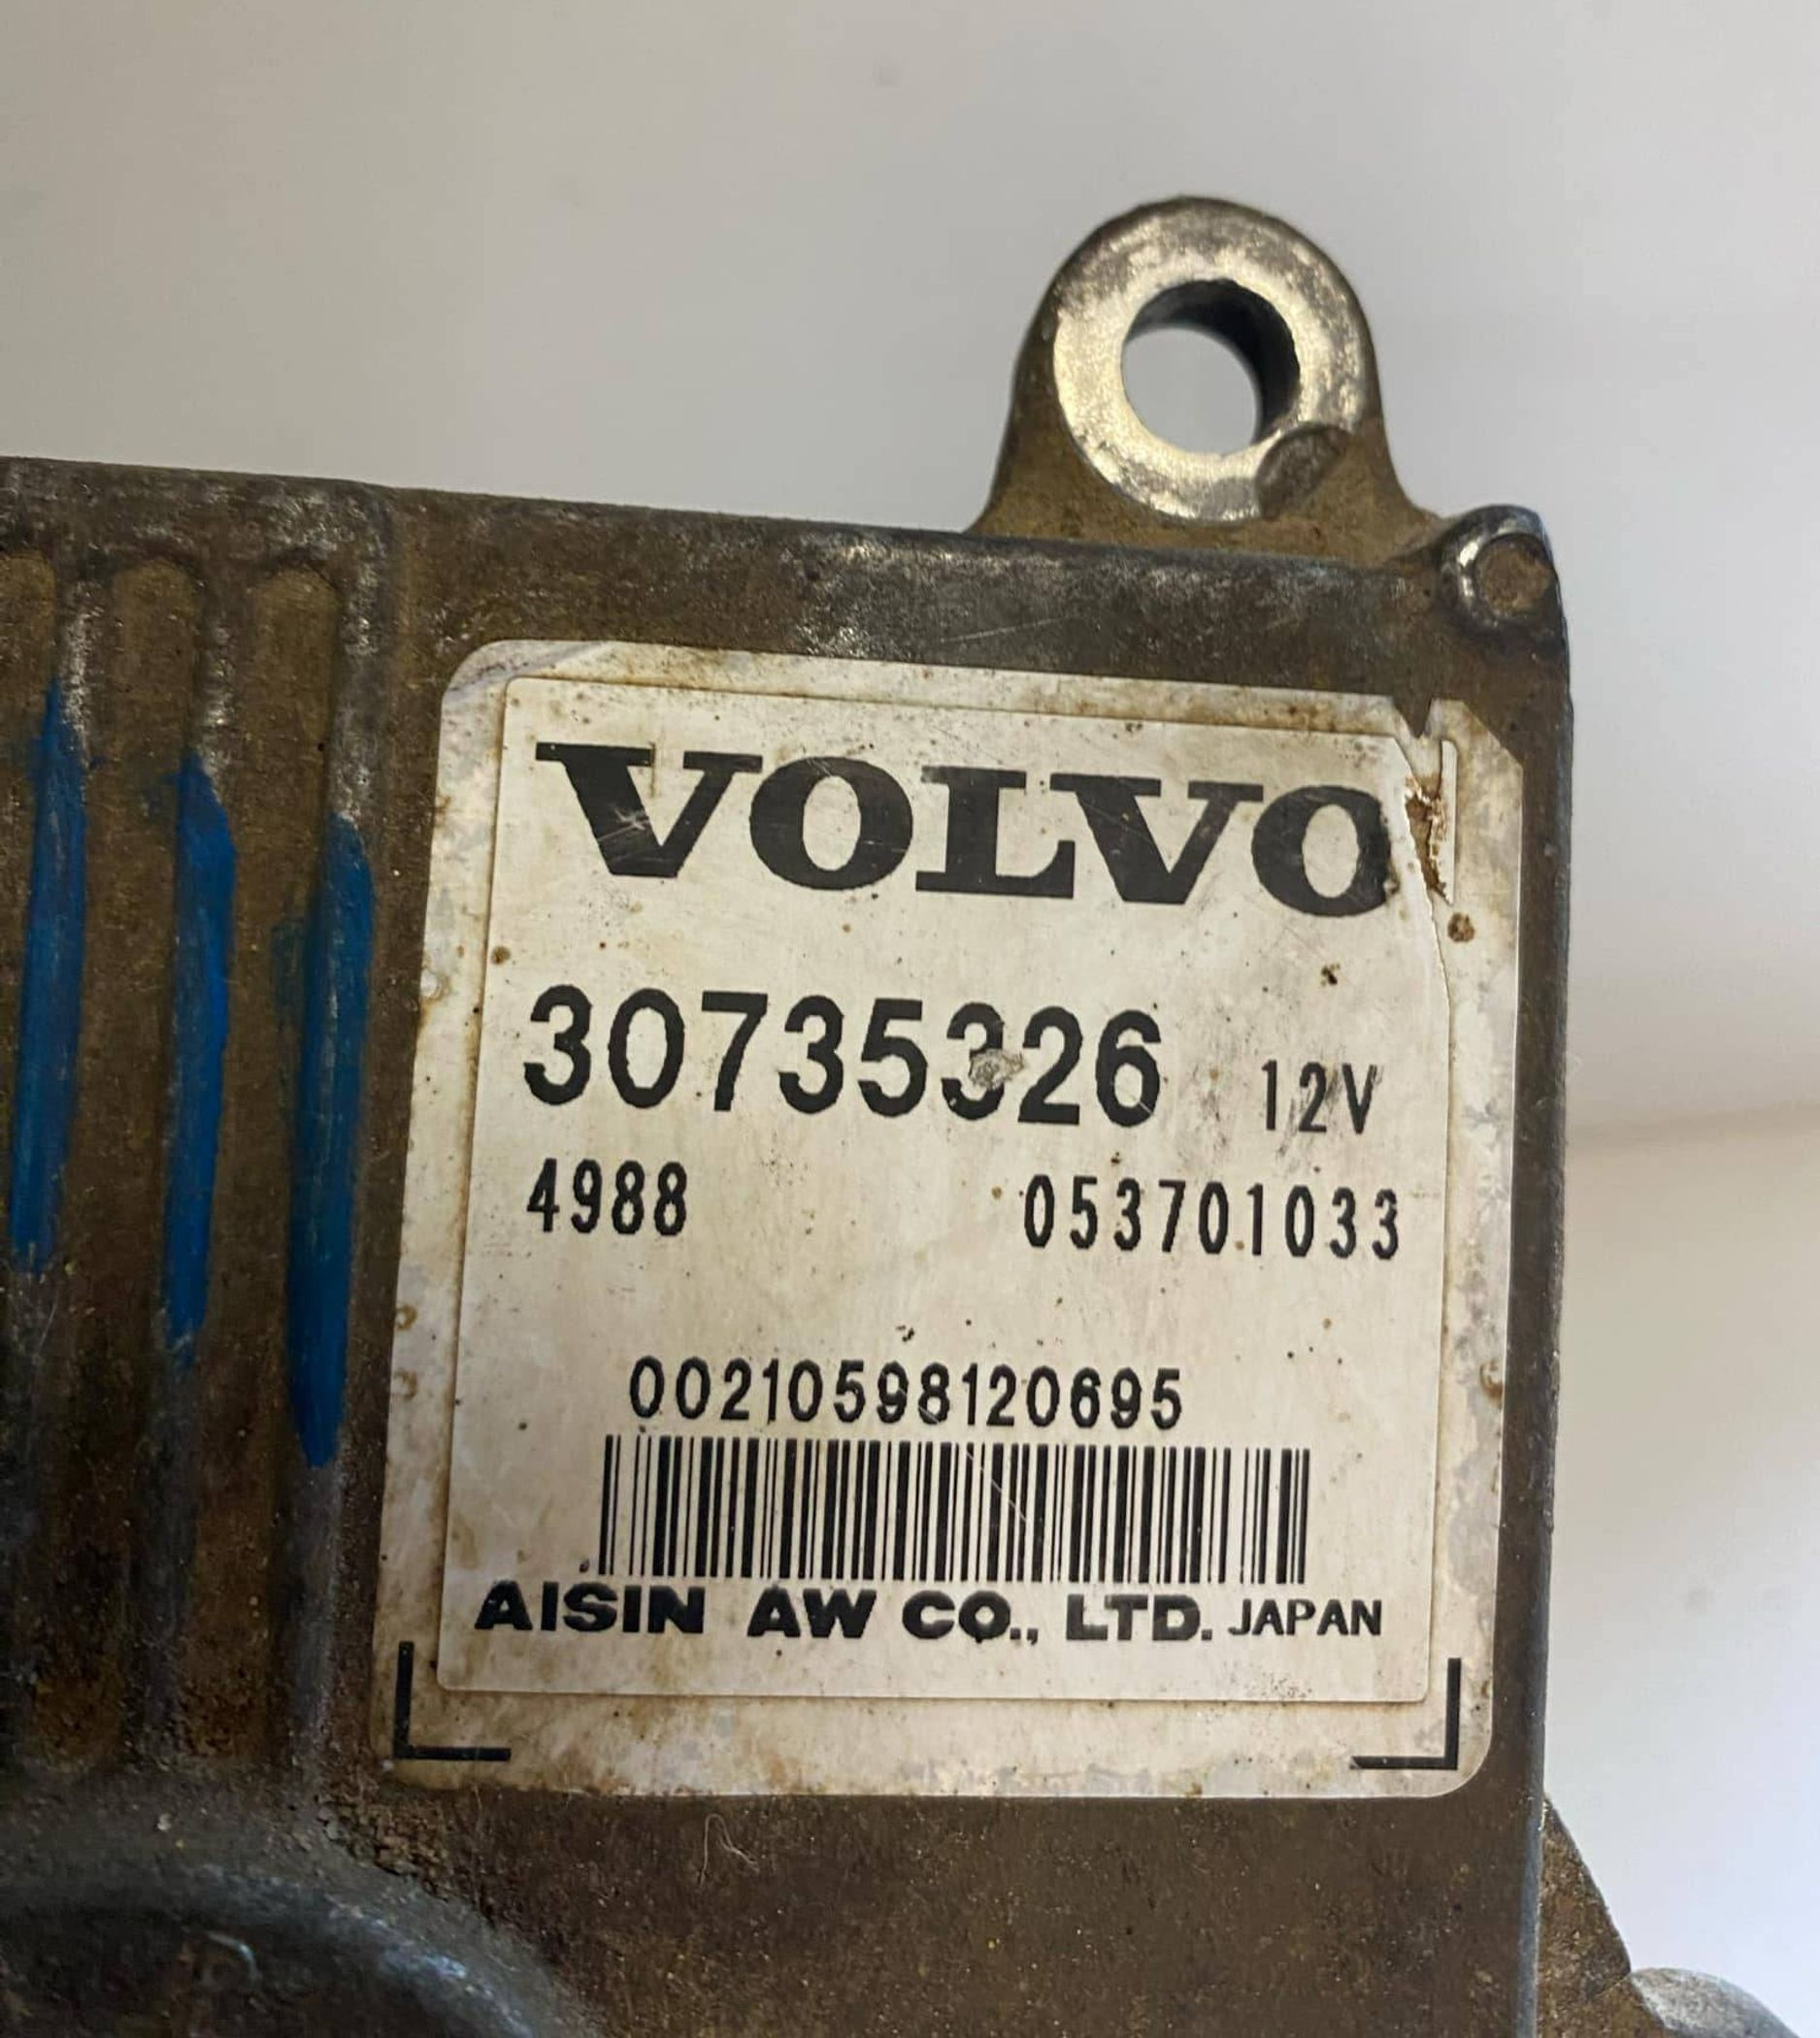 VOLVO
30735326 12V
4988 053701033
00210598120695
AISIN AW CO., LTD. JAPAN